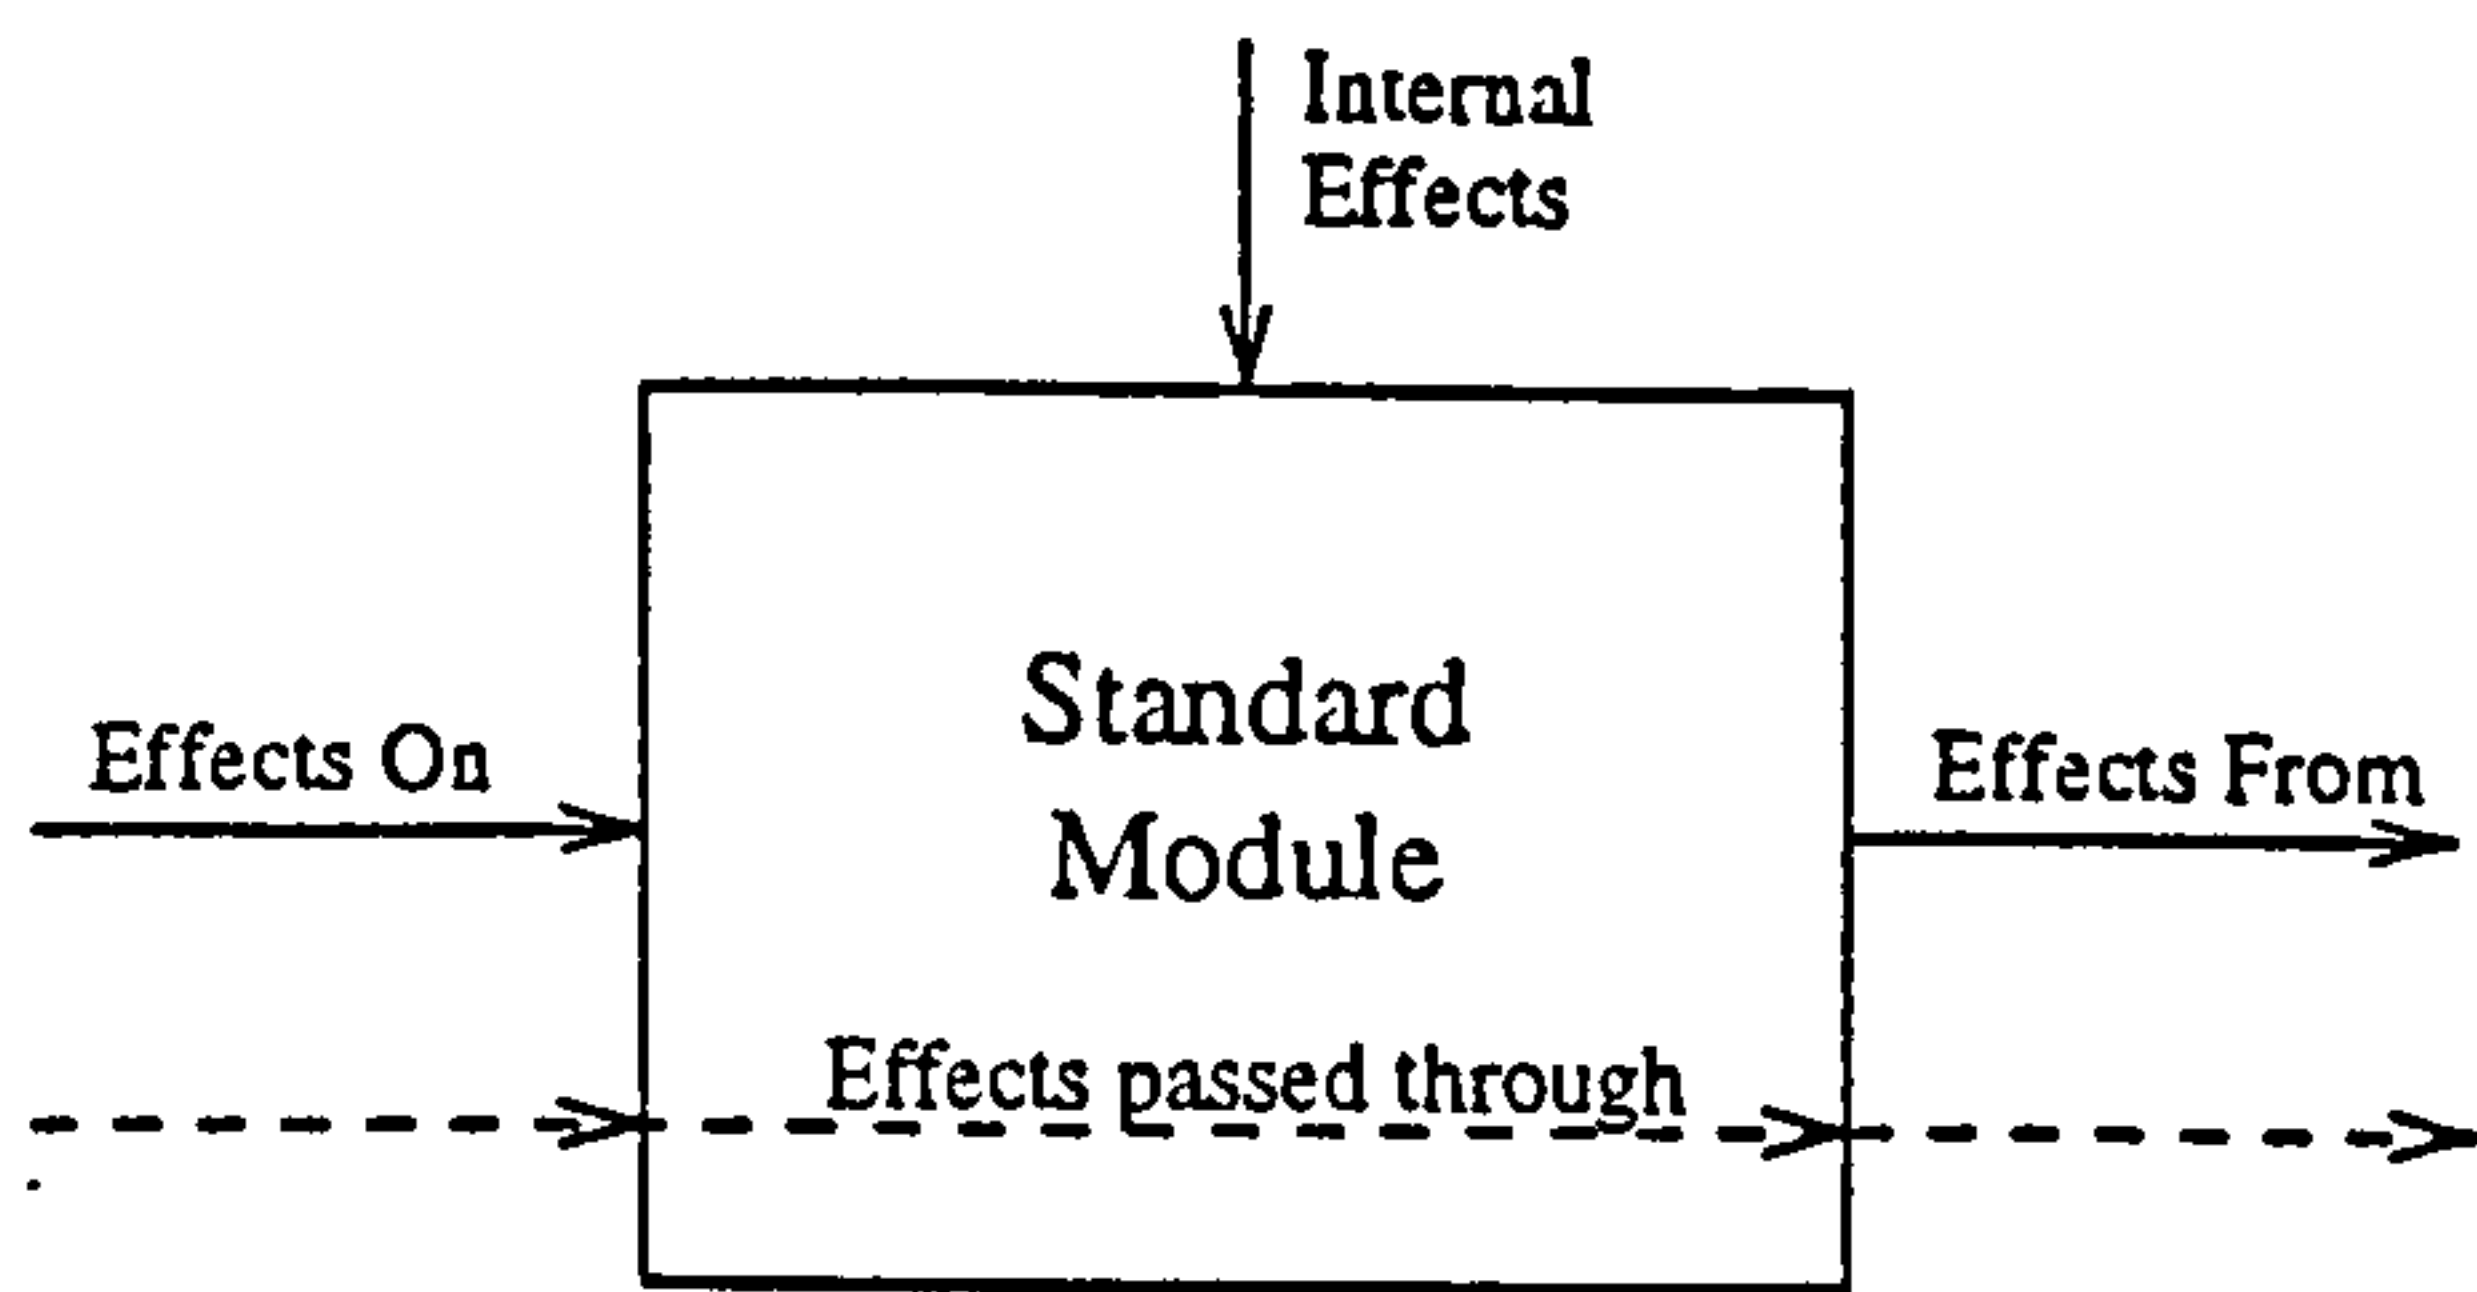 Internal
Effects
Standard
Module
Effects On
Effects From
Effects passed through